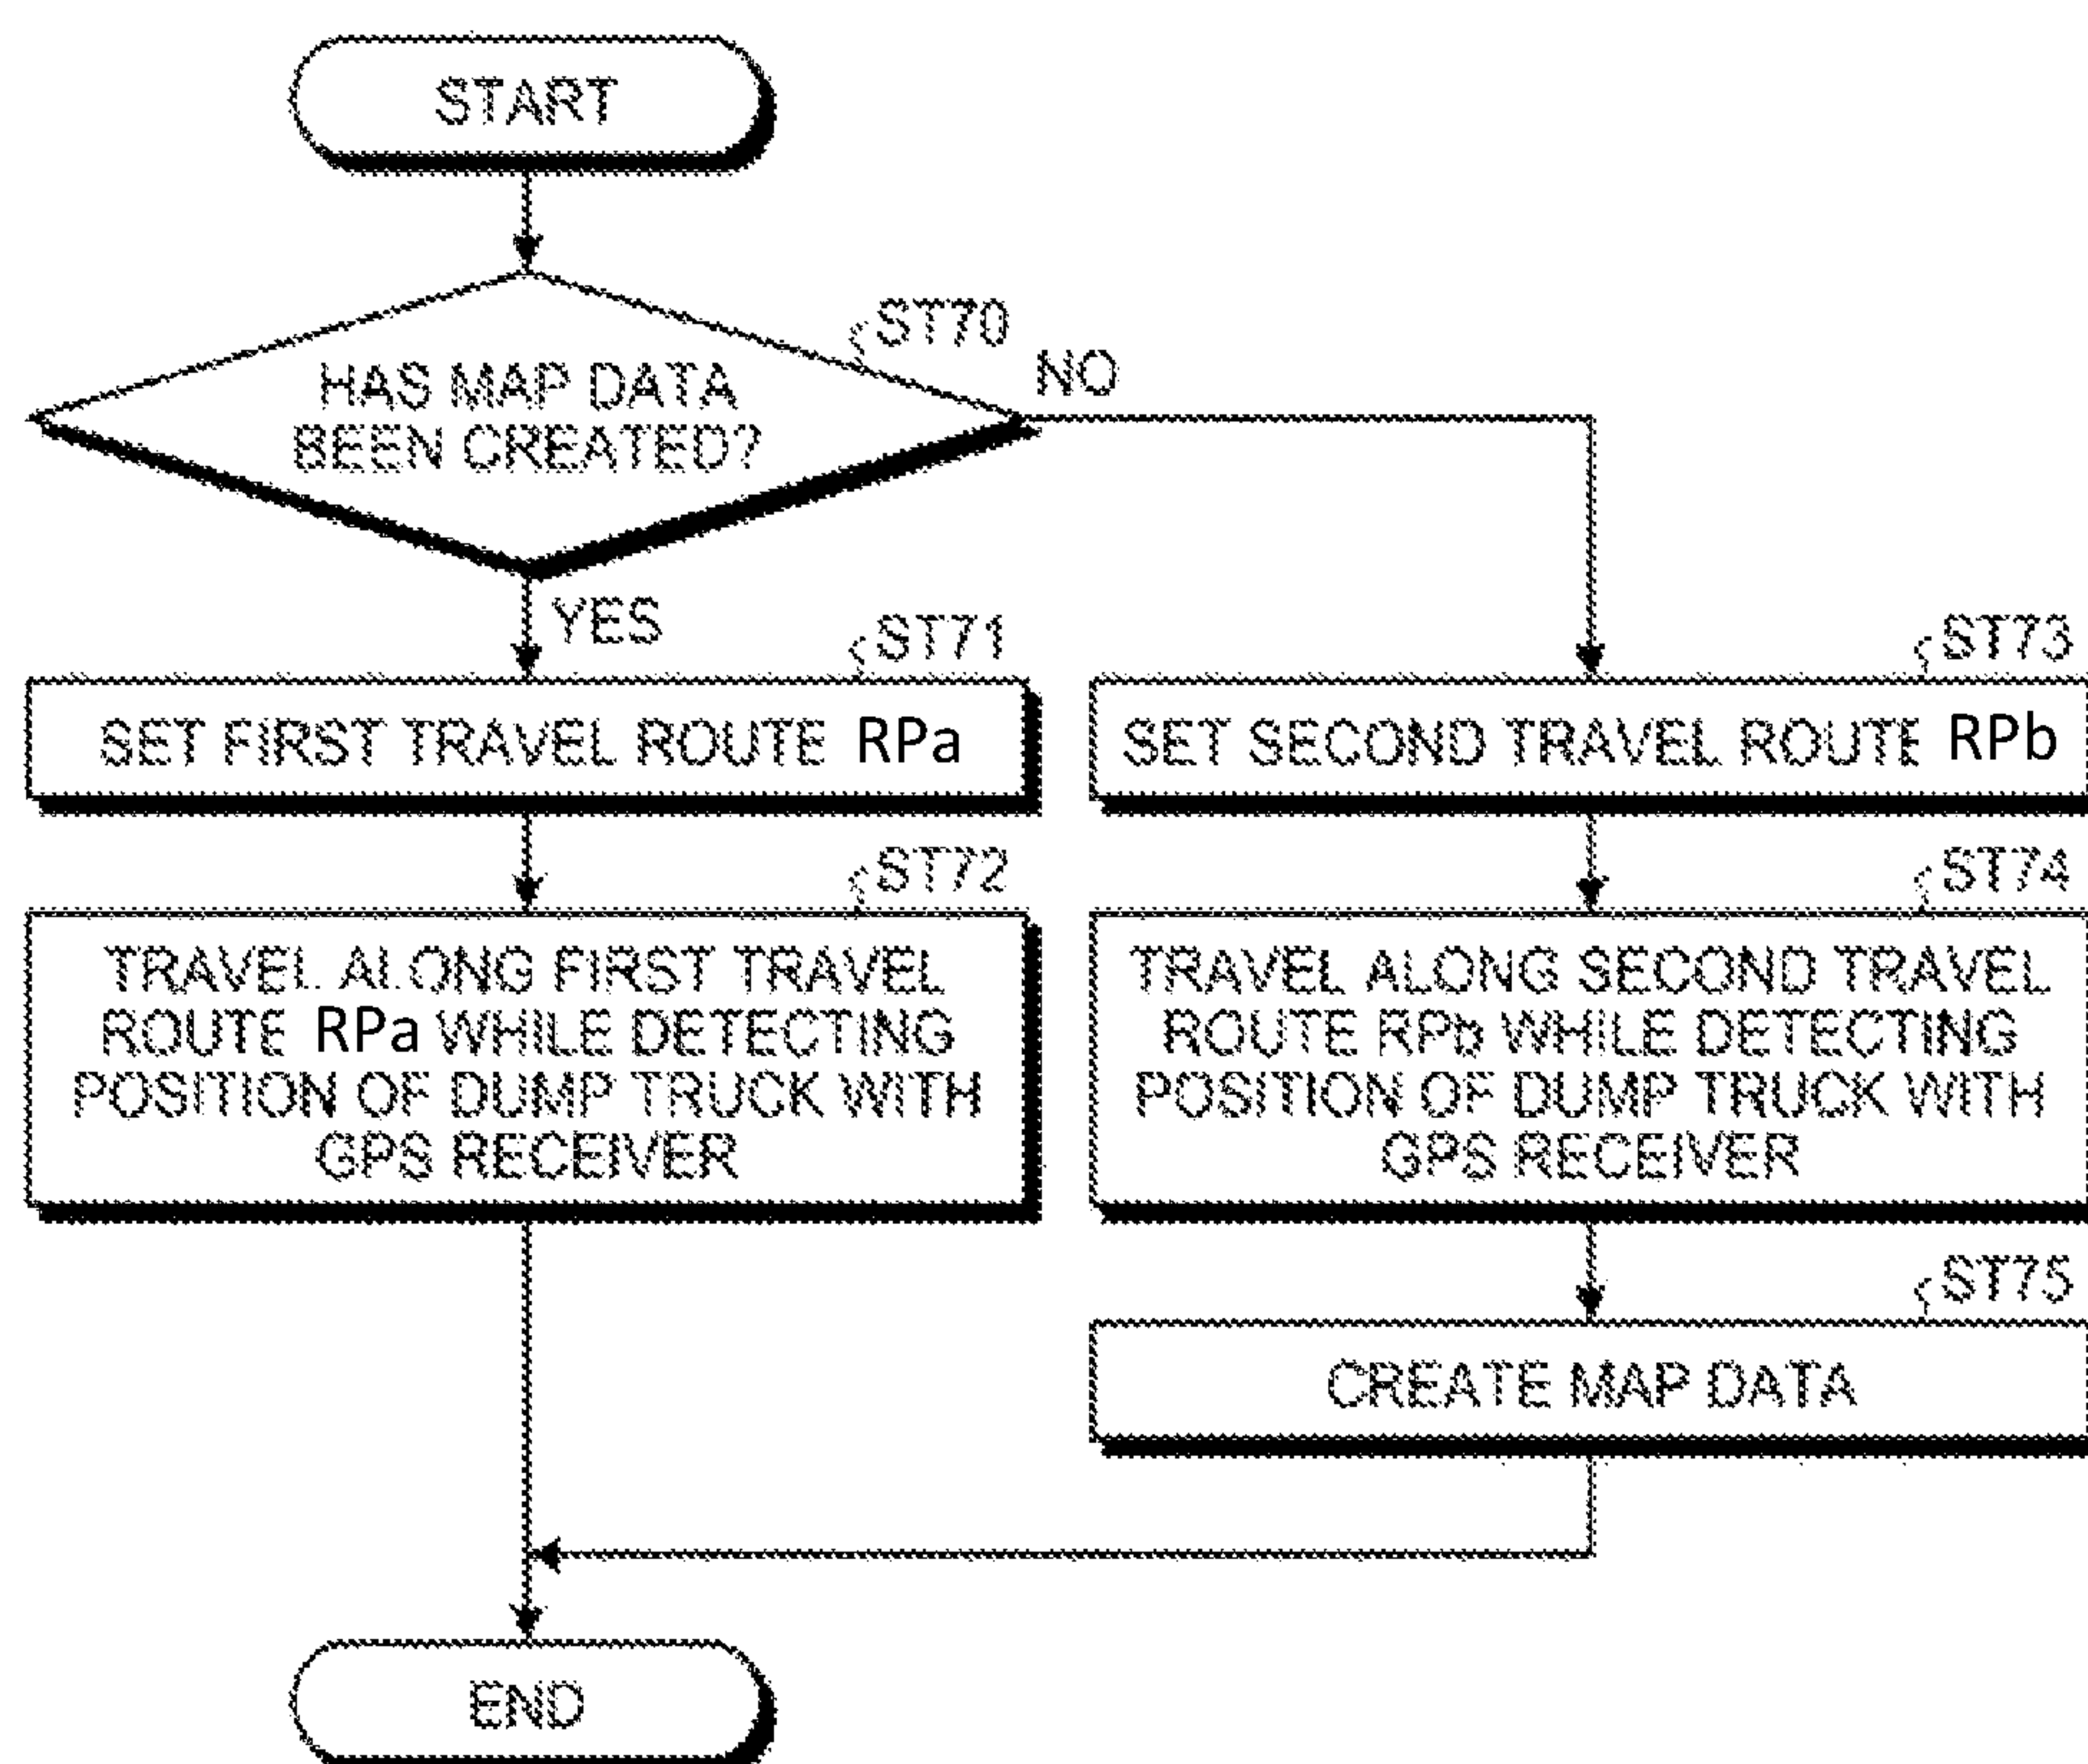 START
ST70
HAS MAP DATA
BEEN CREATED?
NO
YES
ST71
SET FIRST TRAVEL ROUTE RPa
ST72
TRAVEL ALONG FIRST TRAVEL
ROUTE RPa WHILE DETECTING
POSITION OF DUMP TRUCK WITH
GPS RECEIVER
ST73
SET SECOND TRAVEL ROUTE RPb
ST74
TRAVEL ALONG SECOND TRAVEL
ROUTE RPb WHILE DETECTING
POSITION OF DUMP TRUCK WITH
GPS RECEIVER
ST75
CREATE MAP DATA
END